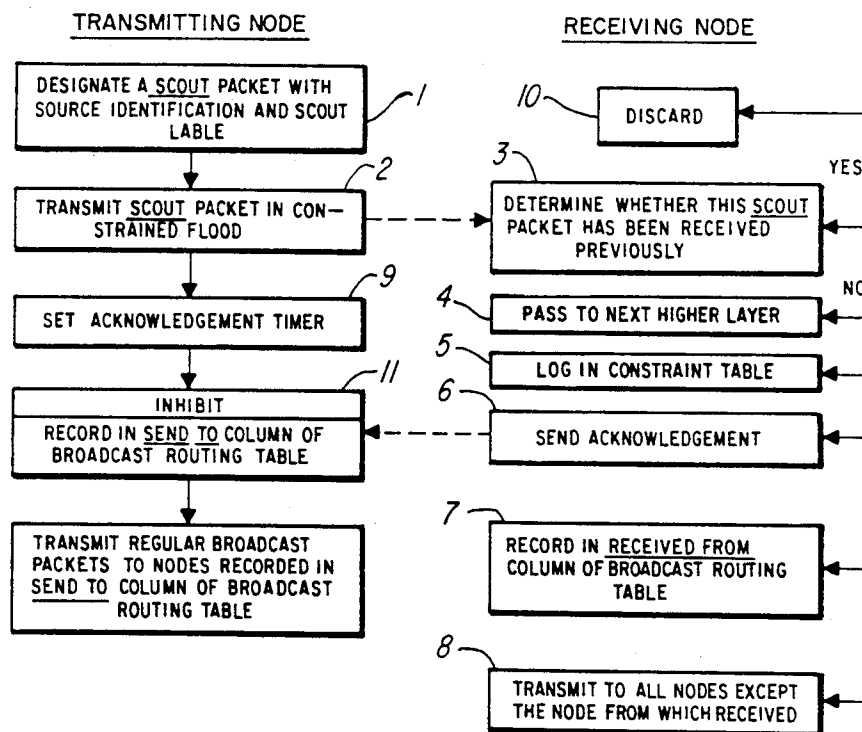 TRANSMITTING NODE
DESIGNATE A SCOUT PACKET WITH
SOURCE IDENTIFICATION AND SCOUT
LABLE
1
2
TRANSMIT SCOUT PACKET IN CON-
STRAINED FLOOD
9
SET ACKNOWLEDGEMENT TIMER
11
INHIBIT
RECORD IN SEND TO COLUMN OF
BROADCAST ROUTING TABLE
TRANSMIT REGULAR BROADCAST
PACKETS TO NODES RECORDED IN
SEND TO COLUMN OF BROADCAST
ROUTING TABLE
RECEIVING NODE
10
DISCARD
YES
3
DETERMINE WHETHER THIS SCOUT
PACKET HAS BEEN RECEIVED
PREVIOUSLY
NO
4
PASS TO NEXT HIGHER LAYER
5
LOG IN CONSTRAINT TABLE
6
SEND ACKNOWLEDGEMENT
7
RECORD IN RECEIVED FROM
COLUMN OF BROADCAST ROUTING
TABLE
8
TRANSMIT TO ALL NODES EXCEPT
THE NODE FROM WHICH RECEIVED